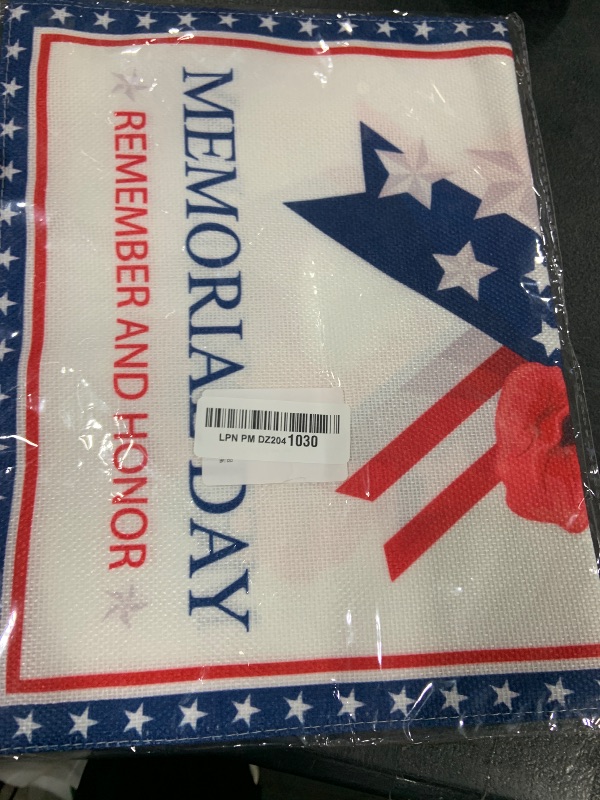 MEMORIAL DAY
REMEMBER AND HONOR
LPN PM DZ2041030